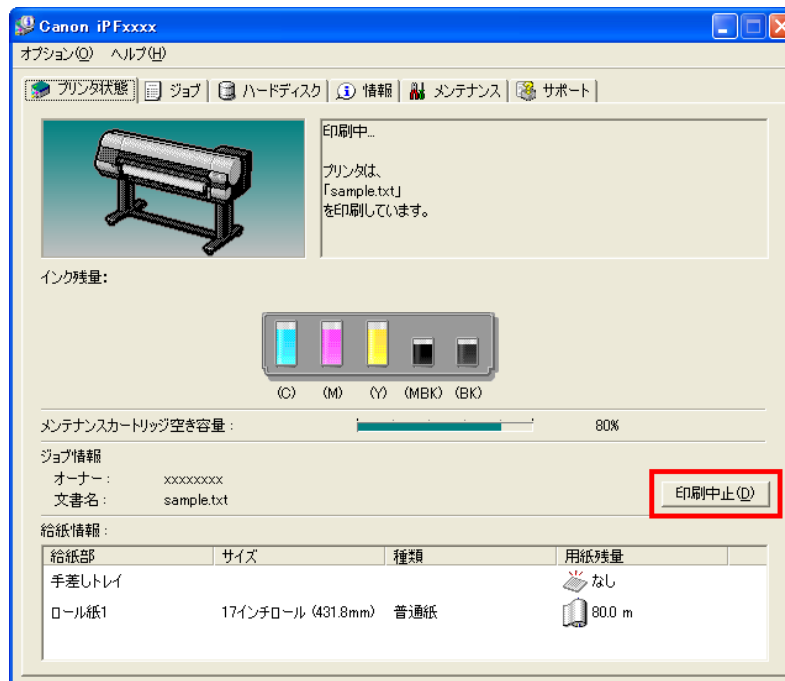 Canon iPFxxxx
オプション(O) ヘルプ(H)
プリンタ状態 ジョブ ハードディスク 情報 メンテナンス サポート
印刷中...
プリンタは、
「sample.txt」
を印刷しています。
インク残量:
(C) (M) (Y) (MBK) (BK)
メンテナンスカートリッジ空き容量 : 80%
ジョブ情報
オーナー : xxxxxxxx
文書名 : sample.txt
印刷中止(D)
給紙情報 :
給紙部 サイズ 種類 用紙残量
手差しトレイ なし
ロール紙1 17インチロール (431.8mm) 普通紙 80.0 m